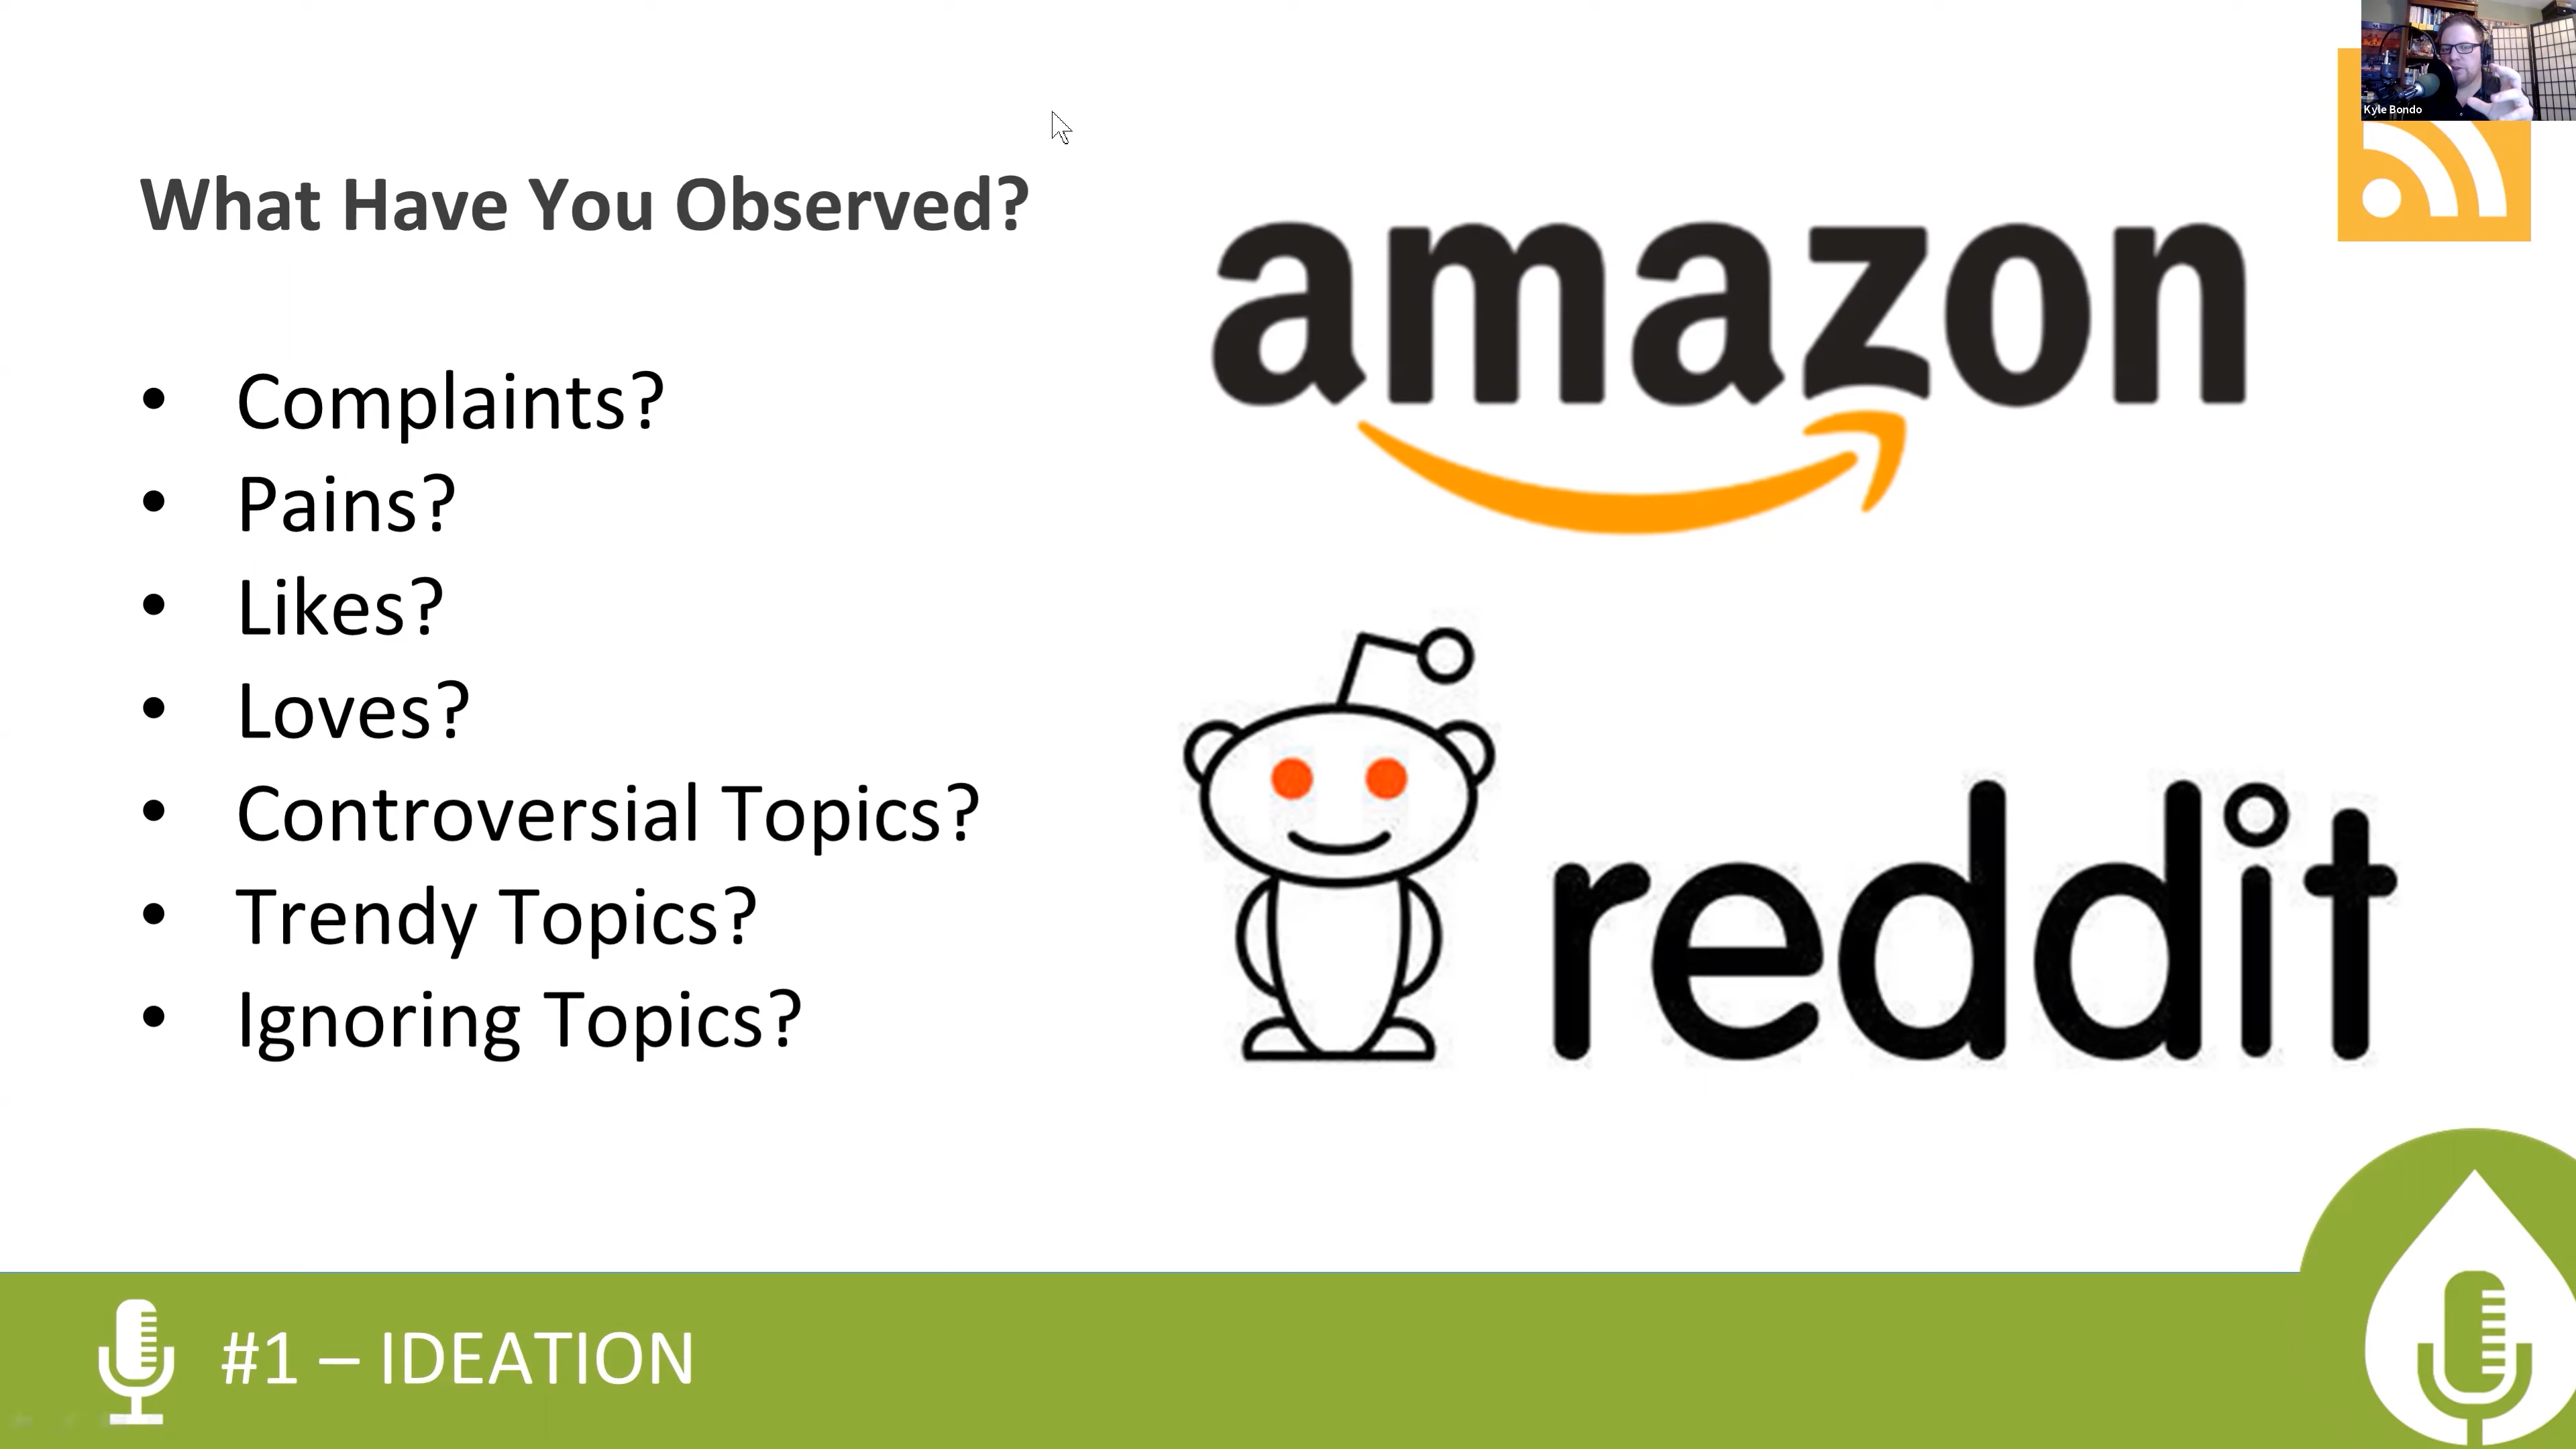 Kyle Bondo
What Have You Observed?
amazon
• Complaints?
• Pains?
• Likes?
• Loves?
• Controversial Topics?
• Trendy Topics?
• Ignoring Topics?
reddit
#1 – IDEATION